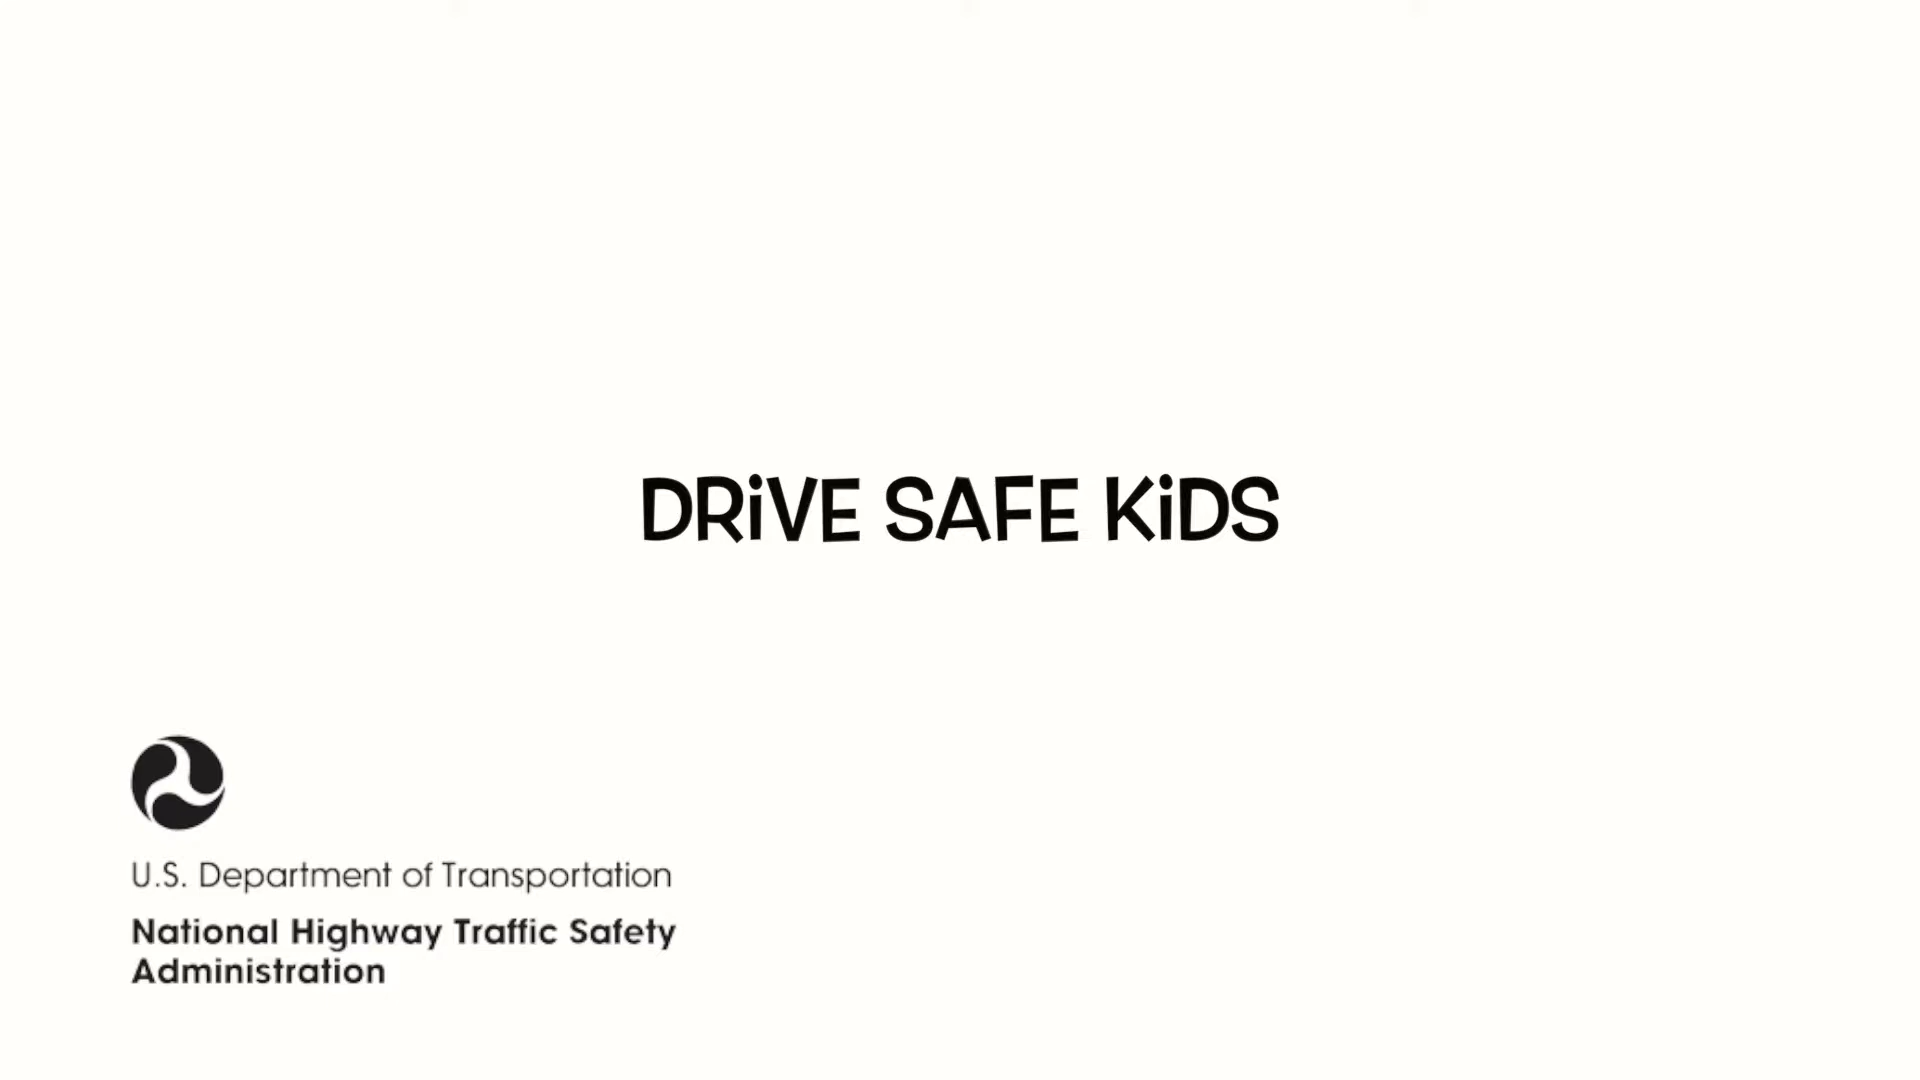 DRiVE SAFE KiDS
U.S. Department of Transportation
National Highway Traffic Safety
Administration